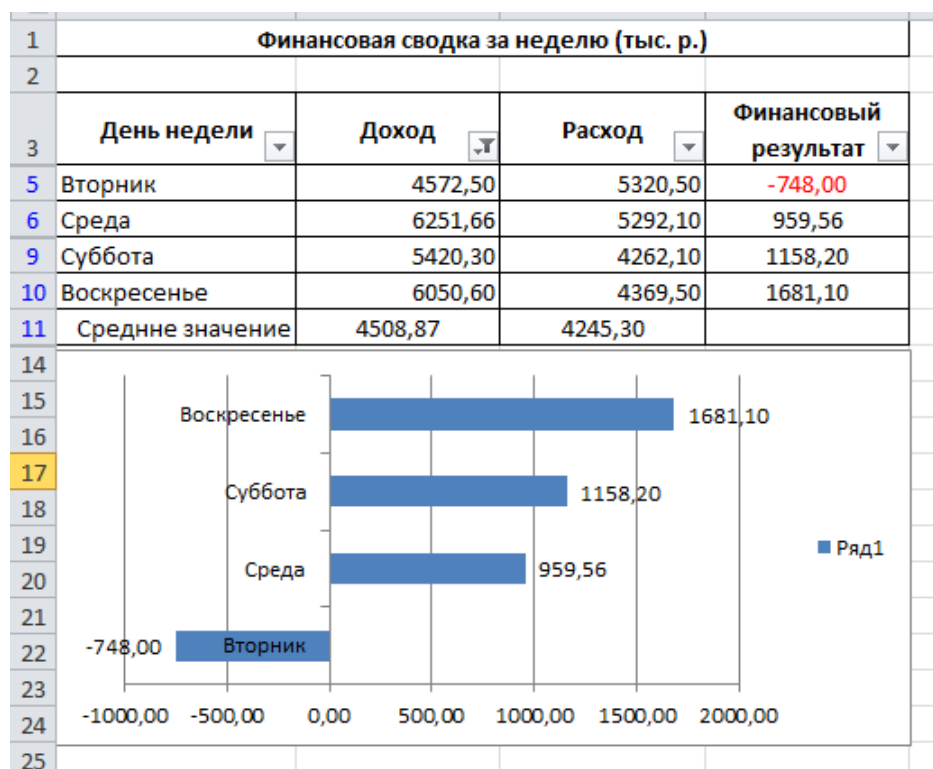 1 Финансовая сводка за неделю (тыс. р.)
2
3 День недели Доход Расход Финансовый результат
5 Вторник 4572,50 5320,50 -748,00
6 Среда 6251,66 5292,10 959,56
9 Суббота 5420,30 4262,10 1158,20
10 Воскресенье 6050,60 4369,50 1681,10
11 Среднне значение 4508,87 4245,30
14
15
Воскресенье 1681,10
16
17
Суббота 1158,20
18
19
Ряд1
Среда 959,56
20
21
22 -748,00 Вторник
23
24 -1000,00 -500,00 0,00 500,00 1000,00 1500,00 2000,00
25